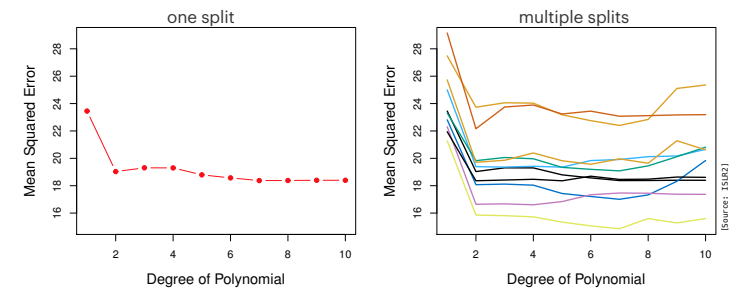 one split
28
26
24
22
20
18
16
Mean Squared Error
2 4 6 8 10
Degree of Polynomial
multiple splits
28
26
24
22
20
18
16
Mean Squared Error
2 4 6 8 10
Degree of Polynomial
[Source: ISLR2]